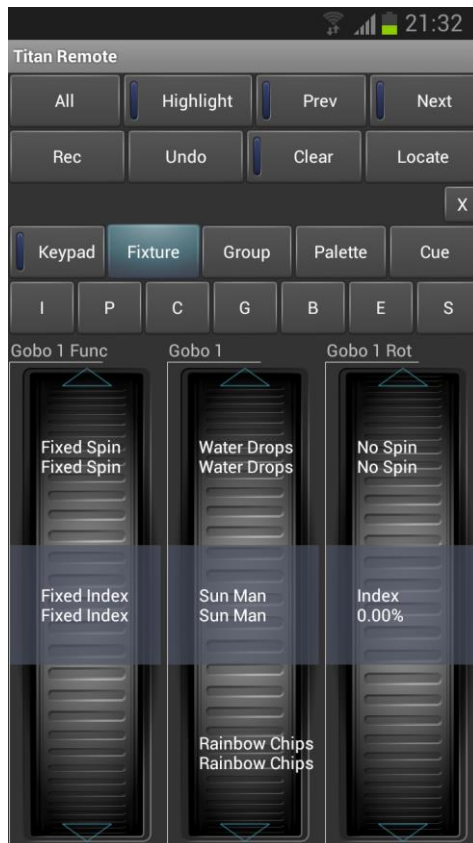 21:32
Titan Remote
All Highlight Prev Next
Rec Undo Clear Locate
X
Keypad Fixture Group Palette Cue
I P C G B E S
Gobo 1 Func Gobo 1 Gobo 1 Rot
Fixed Spin Water Drops No Spin
Fixed Spin Water Drops No Spin
Fixed Index Sun Man Index
Fixed Index Sun Man 0.00%
Rainbow Chips
Rainbow Chips